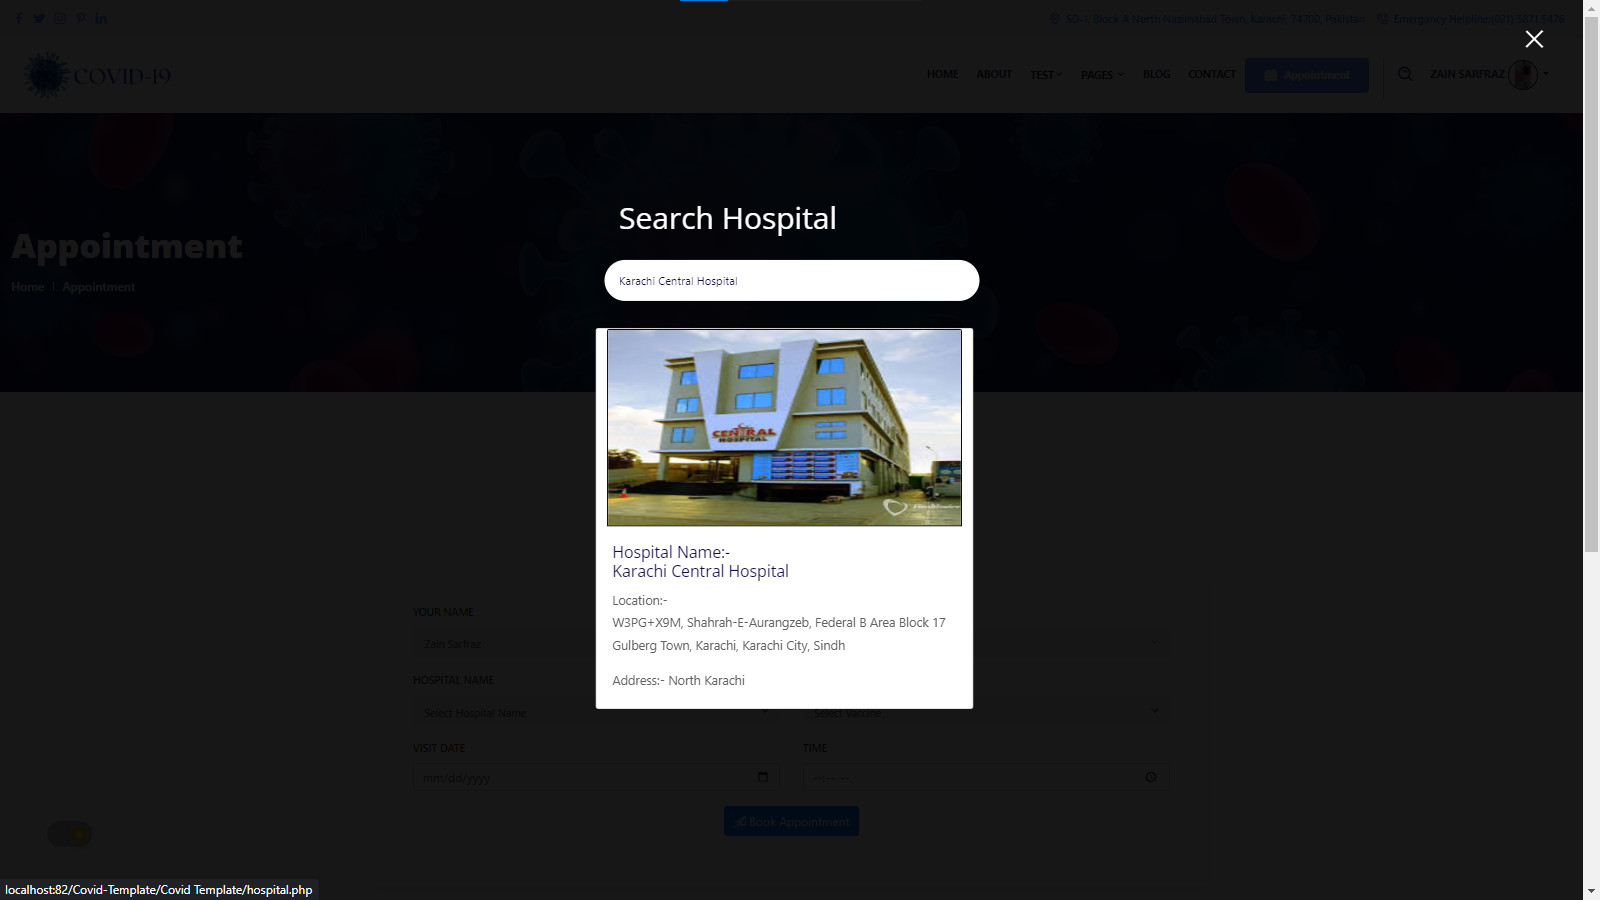 SD-1, Block A North Nazimabad Town, Karachi, 74700, Pakistan
Emergancy Helpline:(021) 5871 5476
COVID-19
HOME
ABOUT
TEST
PAGES
BLOG
CONTACT
Appointment
ZAIN SARFRAZ
Search Hospital
Appointment
Home | Appointment
Karachi Central Hospital
CENTRAL
HOSPITAL
Hospital Name:-
Karachi Central Hospital
Location:-
W3PG+X9M, Shahrah-E-Aurangzeb, Federal B Area Block 17
Gulberg Town, Karachi, Karachi City, Sindh
Address:- North Karachi
YOUR NAME
Zain Sarfraz
HOSPITAL NAME
Select Hospital Name
Select Vaccine
VISIT DATE
TIME
mm/dd/yyyy
--:-- --
Book Appointment
localhost:82/Covid-Template/Covid Template/hospital.php